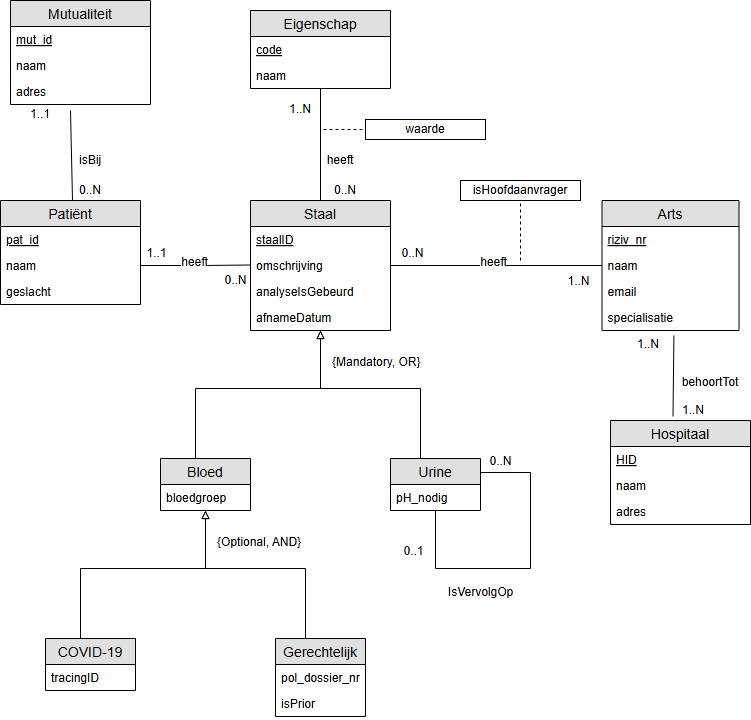 Mutualiteit
mut_id
naam
adres
1..1
isBij
0..N
Eigenschap
code
naam
1..N
waarde
heeft
0..N
isHoofdaanvrager
Patiënt
pat_id
naam
geslacht
1..1
heeft
0..N
Staal
staalID
omschrijving
analyseIsGebeurd
afnameDatum
0..N
heeft
1..N
Arts
riziv_nr
naam
email
specialisatie
1..N
behoortTot
1..N
Hospitaal
HID
naam
adres
{Mandatory, OR}
Bloed
bloedgroep
Urine
pH_nodig
0..N
0..1
IsVervolgOp
{Optional, AND}
COVID-19
tracingID
Gerechtelijk
pol_dossier_nr
isPrior